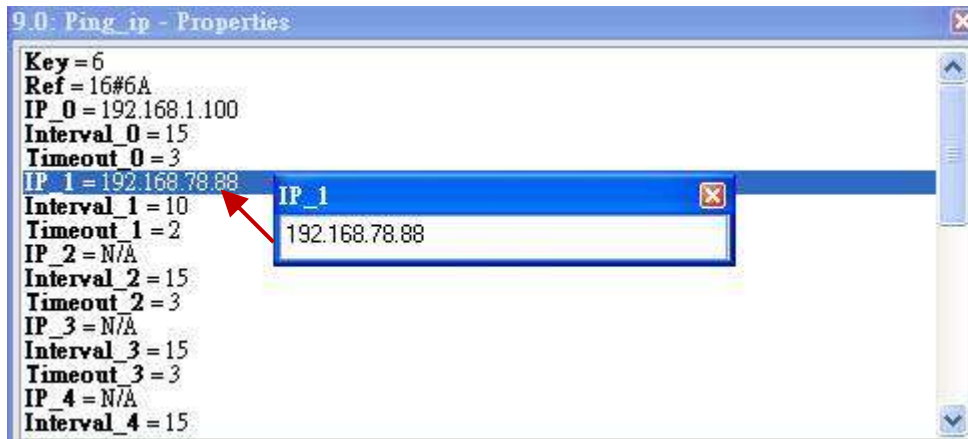 9.0: Ping_ip - Properties
Key = 6
Ref = 16#6A
IP_0 = 192.168.1.100
Interval_0 = 15
Timeout_0 = 3
IP_1 = 192.168.78.88
Interval_1 = 10
Timeout_1 = 2
IP_2 = N/A
Interval_2 = 15
Timeout_2 = 3
IP_3 = N/A
Interval_3 = 15
Timeout_3 = 3
IP_4 = N/A
Interval_4 = 15
IP_1
192.168.78.88